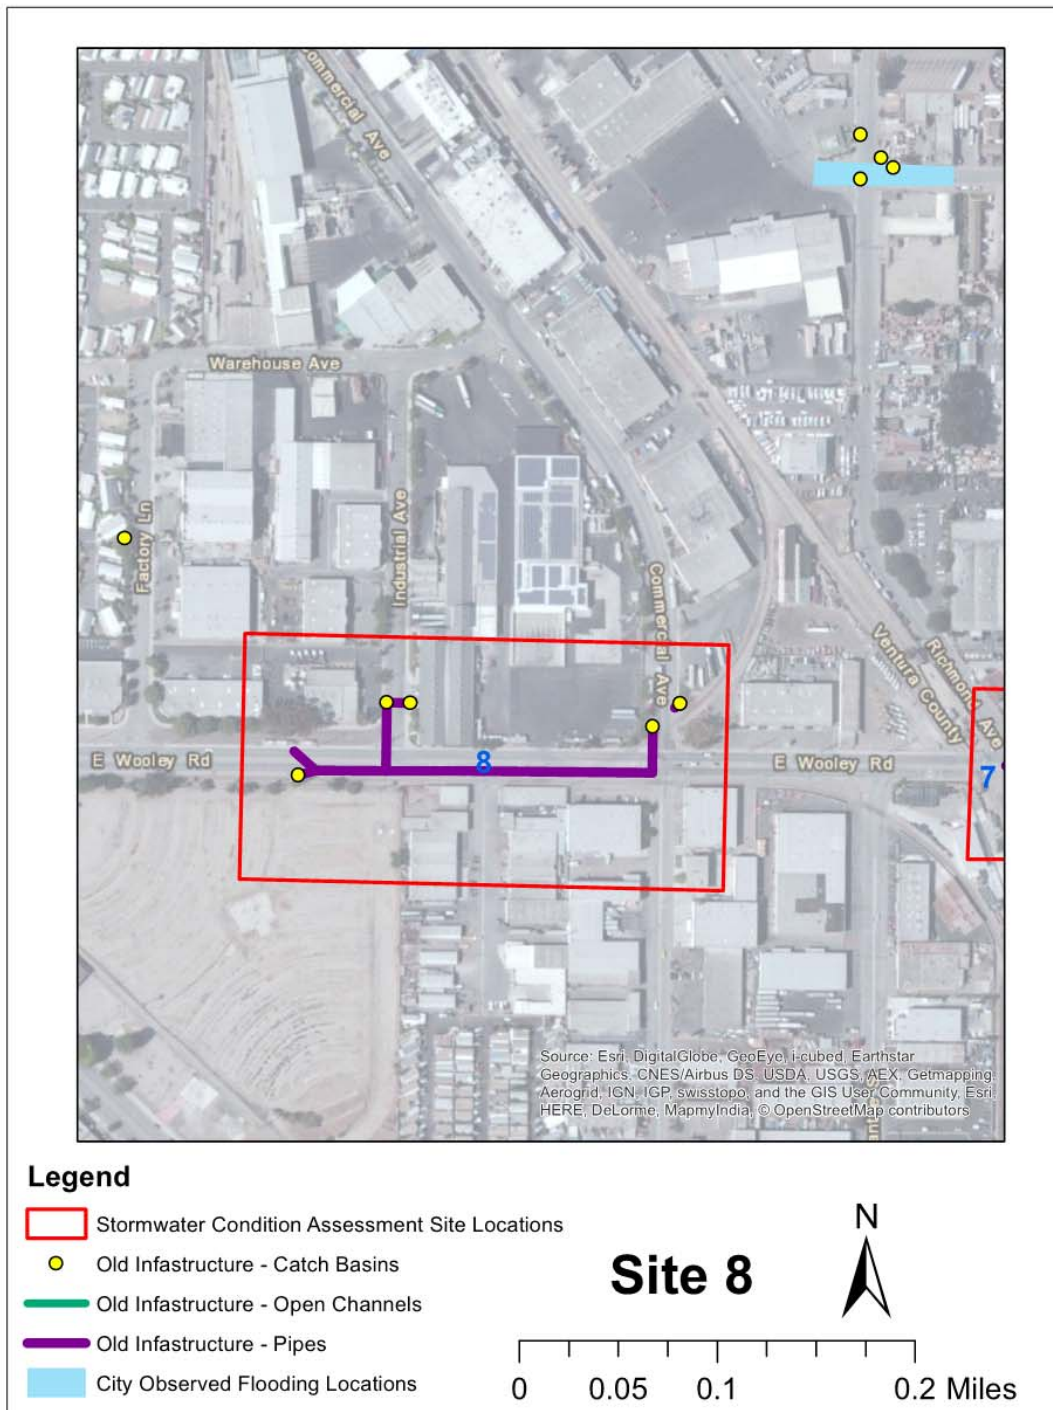 Commercial Ave
Warehouse Ave
Factory Ln
Industrial Ave
Commercial Ave
Ventura County
Richmond Ave
E Wooley Rd
8
E Wooley Rd
7
Source: Esri, DigitalGlobe, GeoEye, i-cubed, Earthstar
Geographics, CNES/Airbus DS, USDA, USGS, AEX, Getmapping,
Aerogrid, IGN, IGP, swisstopo, and the GIS User Community, Esri,
HERE, DeLorme, MapmyIndia, © OpenStreetMap contributors
Legend
Stormwater Condition Assessment Site Locations
Old Infastructure - Catch Basins
Old Infastructure - Open Channels
Old Infastructure - Pipes
City Observed Flooding Locations
Site 8
N
0 0.05 0.1 0.2 Miles